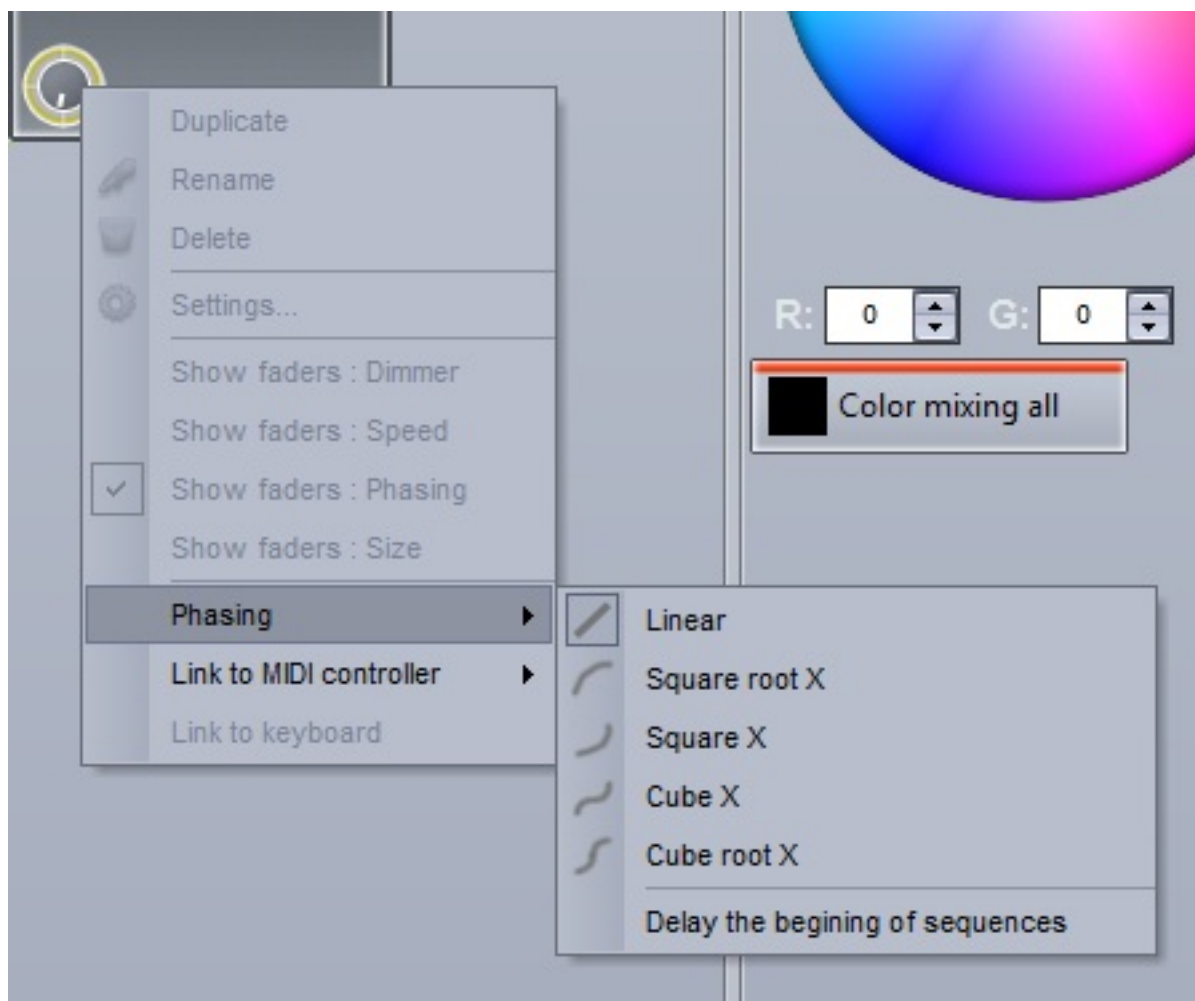 Duplicate
Rename
Delete
Settings...
Show faders : Dimmer
Show faders : Speed
Show faders : Phasing
Show faders : Size
Phasing
Link to MIDI controller
Link to keyboard
Linear
Square root X
Square X
Cube X
Cube root X
Delay the begining of sequences
R: 0 G: 0
Color mixing all